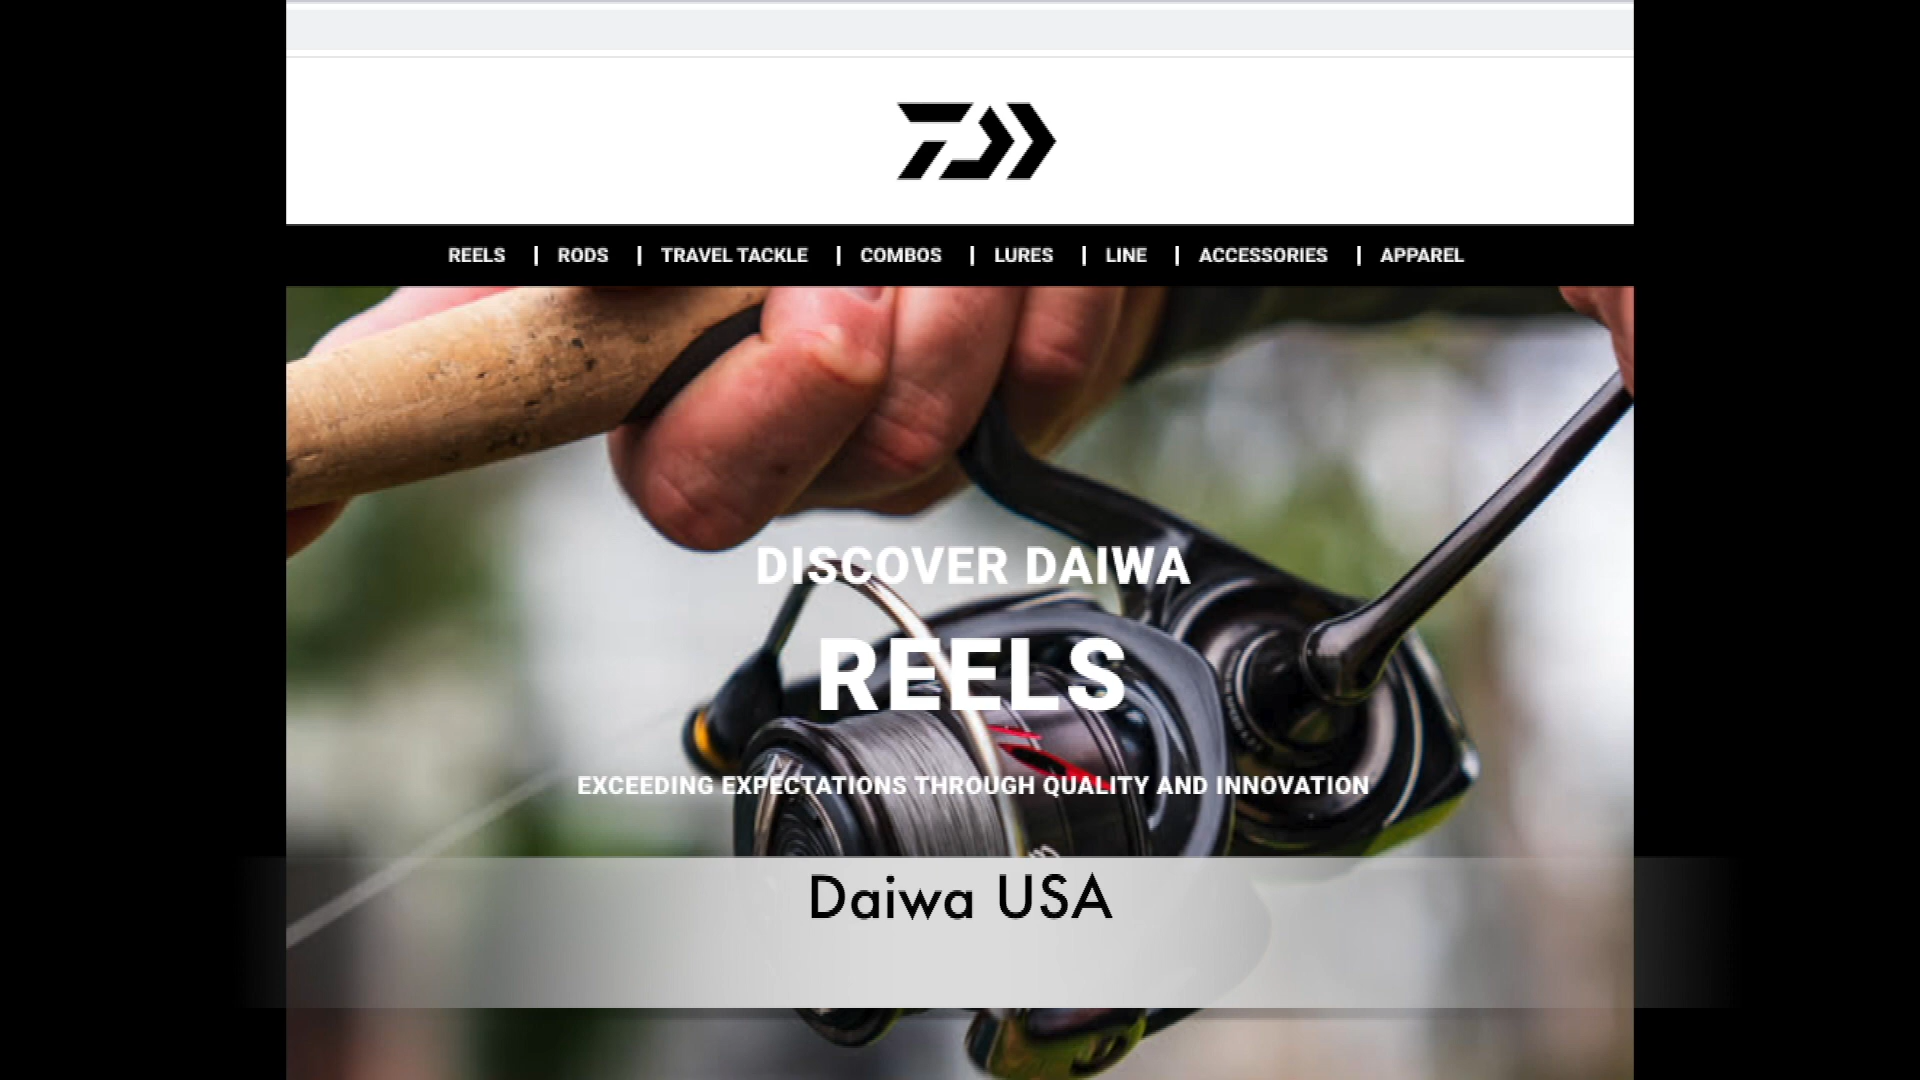 REELS | RODS | TRAVEL TACKLE | COMBOS | LURES | LINE | ACCESSORIES | APPAREL
DISCOVER DAIWA
REELS
EXCEEDING EXPECTATIONS THROUGH QUALITY AND INNOVATION
Daiwa USA